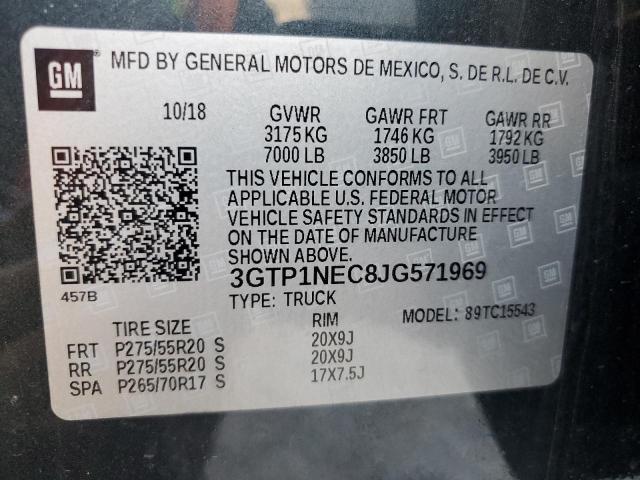 GM
MFD BY GENERAL MOTORS DE MEXICO, S. DE R.L. DE C.V.
10/18 GVWR GAWR FRT GAWR RR
3175 KG 1746 KG 1792 KG
7000 LB 3850 LB 3950 LB
THIS VEHICLE CONFORMS TO ALL
APPLICABLE U.S. FEDERAL MOTOR
VEHICLE SAFETY STANDARDS IN EFFECT
ON THE DATE OF MANUFACTURE
SHOWN ABOVE.
457B
3GTP1NEC8JG571969
TYPE: TRUCK MODEL: 89TC15543
TIRE SIZE RIM
FRT P275/55R20 S 20X9J
RR P275/55R20 S 20X9J
SPA P265/70R17 S 17X7.5J